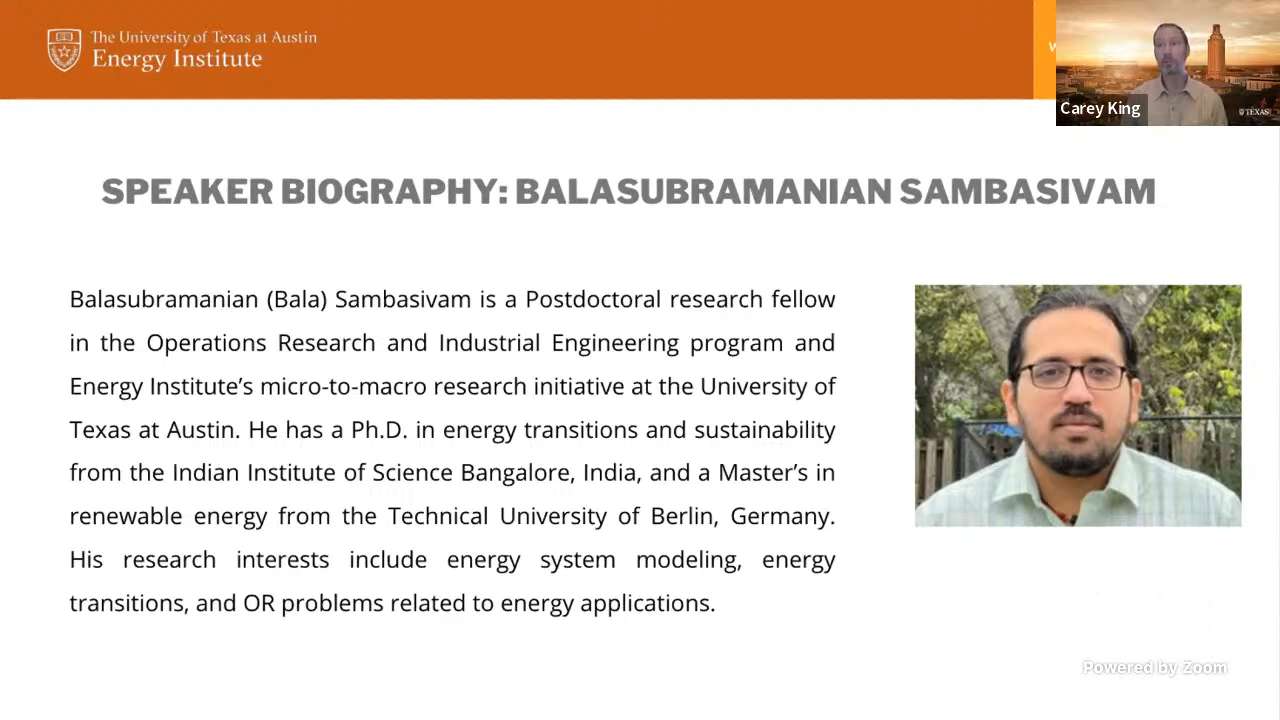 The University of Texas at Austin
Energy Institute
Carey King
TEXAS
SPEAKER BIOGRAPHY: BALASUBRAMANIAN SAMBASIVAM
Balasubramanian (Bala) Sambasivam is a Postdoctoral research fellow
in the Operations Research and Industrial Engineering program and
Energy Institute’s micro-to-macro research initiative at the University of
Texas at Austin. He has a Ph.D. in energy transitions and sustainability
from the Indian Institute of Science Bangalore, India, and a Master’s in
renewable energy from the Technical University of Berlin, Germany.
His research interests include energy system modeling, energy
transitions, and OR problems related to energy applications.
Powered by Zoom